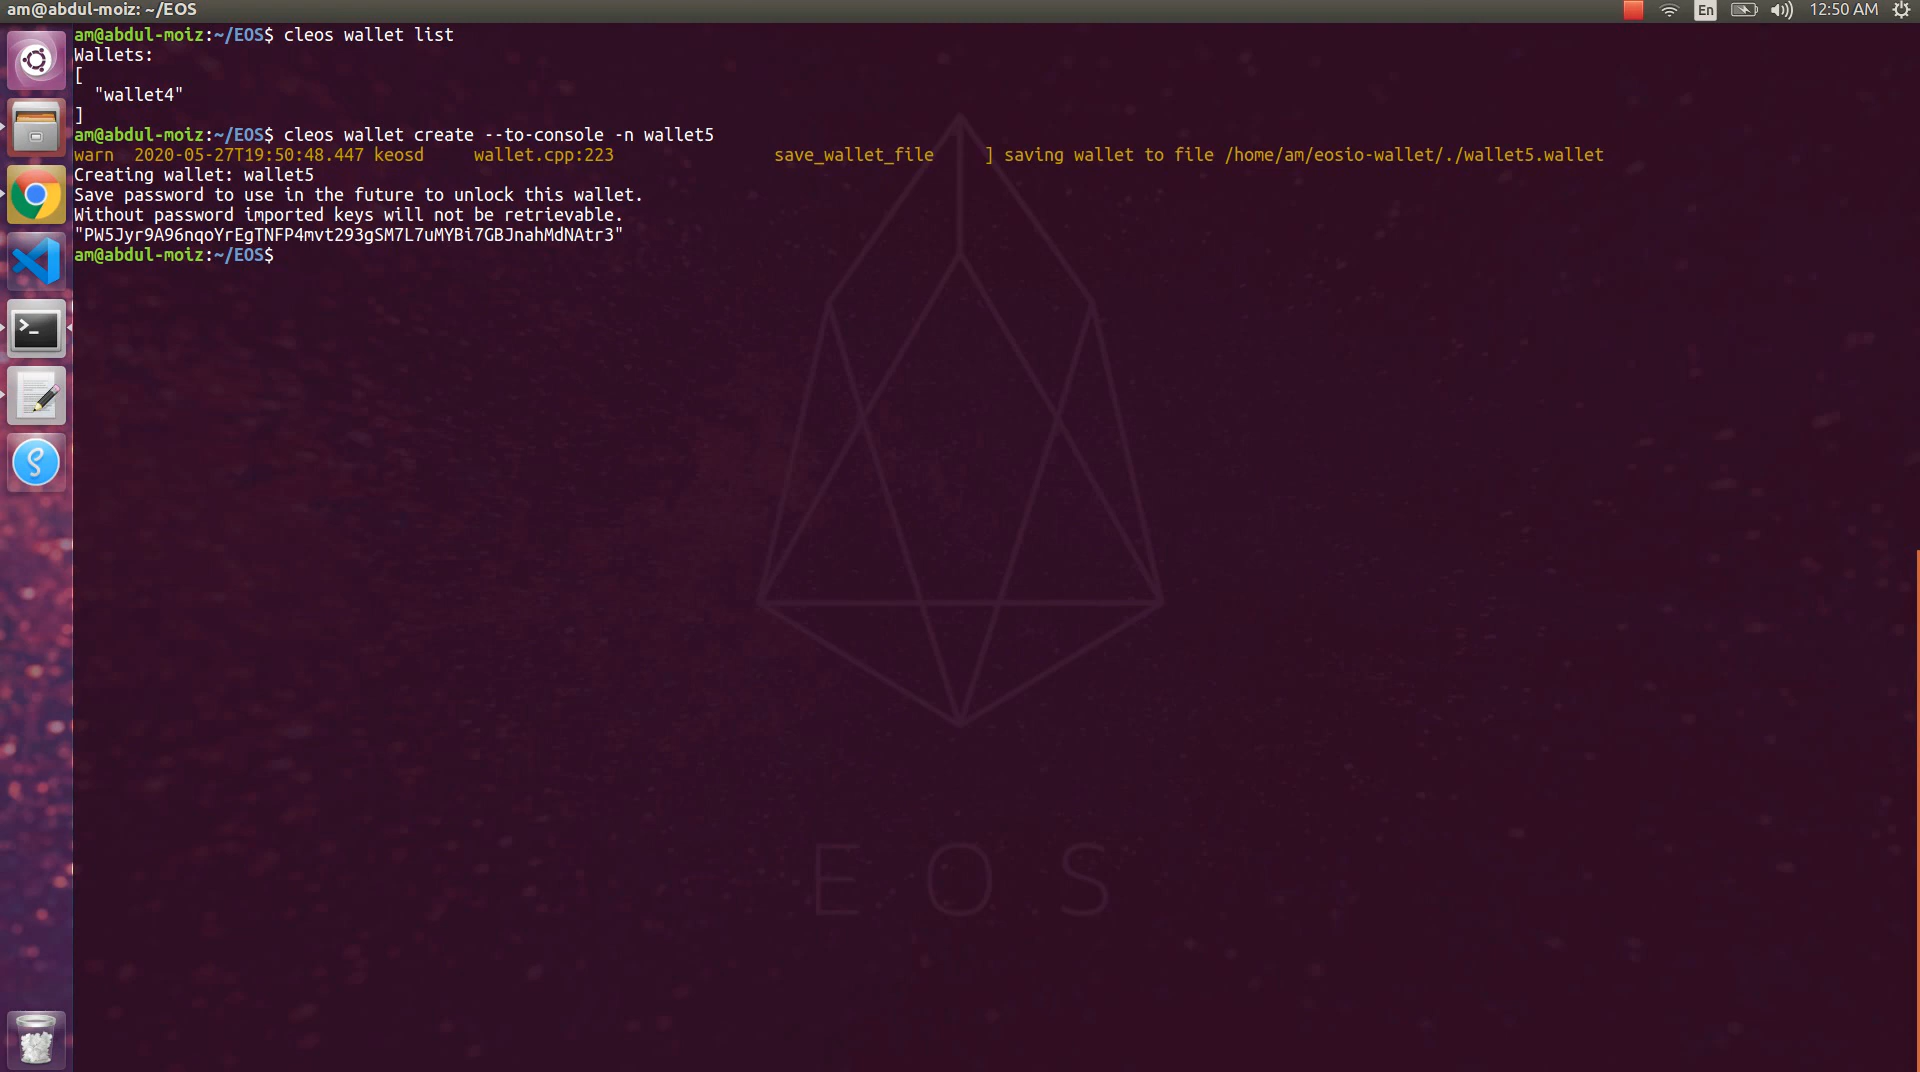 am@abdul-moiz: ~/EOS
En
12:50 AM
am@abdul-moiz:~/EOS$ cleos wallet list
Wallets:
[
  "wallet4"
]
am@abdul-moiz:~/EOS$ cleos wallet create --to-console -n wallet5
warn  2020-05-27T19:50:48.447 keosd     wallet.cpp:223                save_wallet_file     ] saving wallet to file /home/am/eosio-wallet/./wallet5.wallet
Creating wallet: wallet5
Save password to use in the future to unlock this wallet.
Without password imported keys will not be retrievable.
"PW5Jyr9A96nqoYrEgTNFP4mvt293gSM7L7uMYBi7GBJnahMdNAtr3"
am@abdul-moiz:~/EOS$
EOS